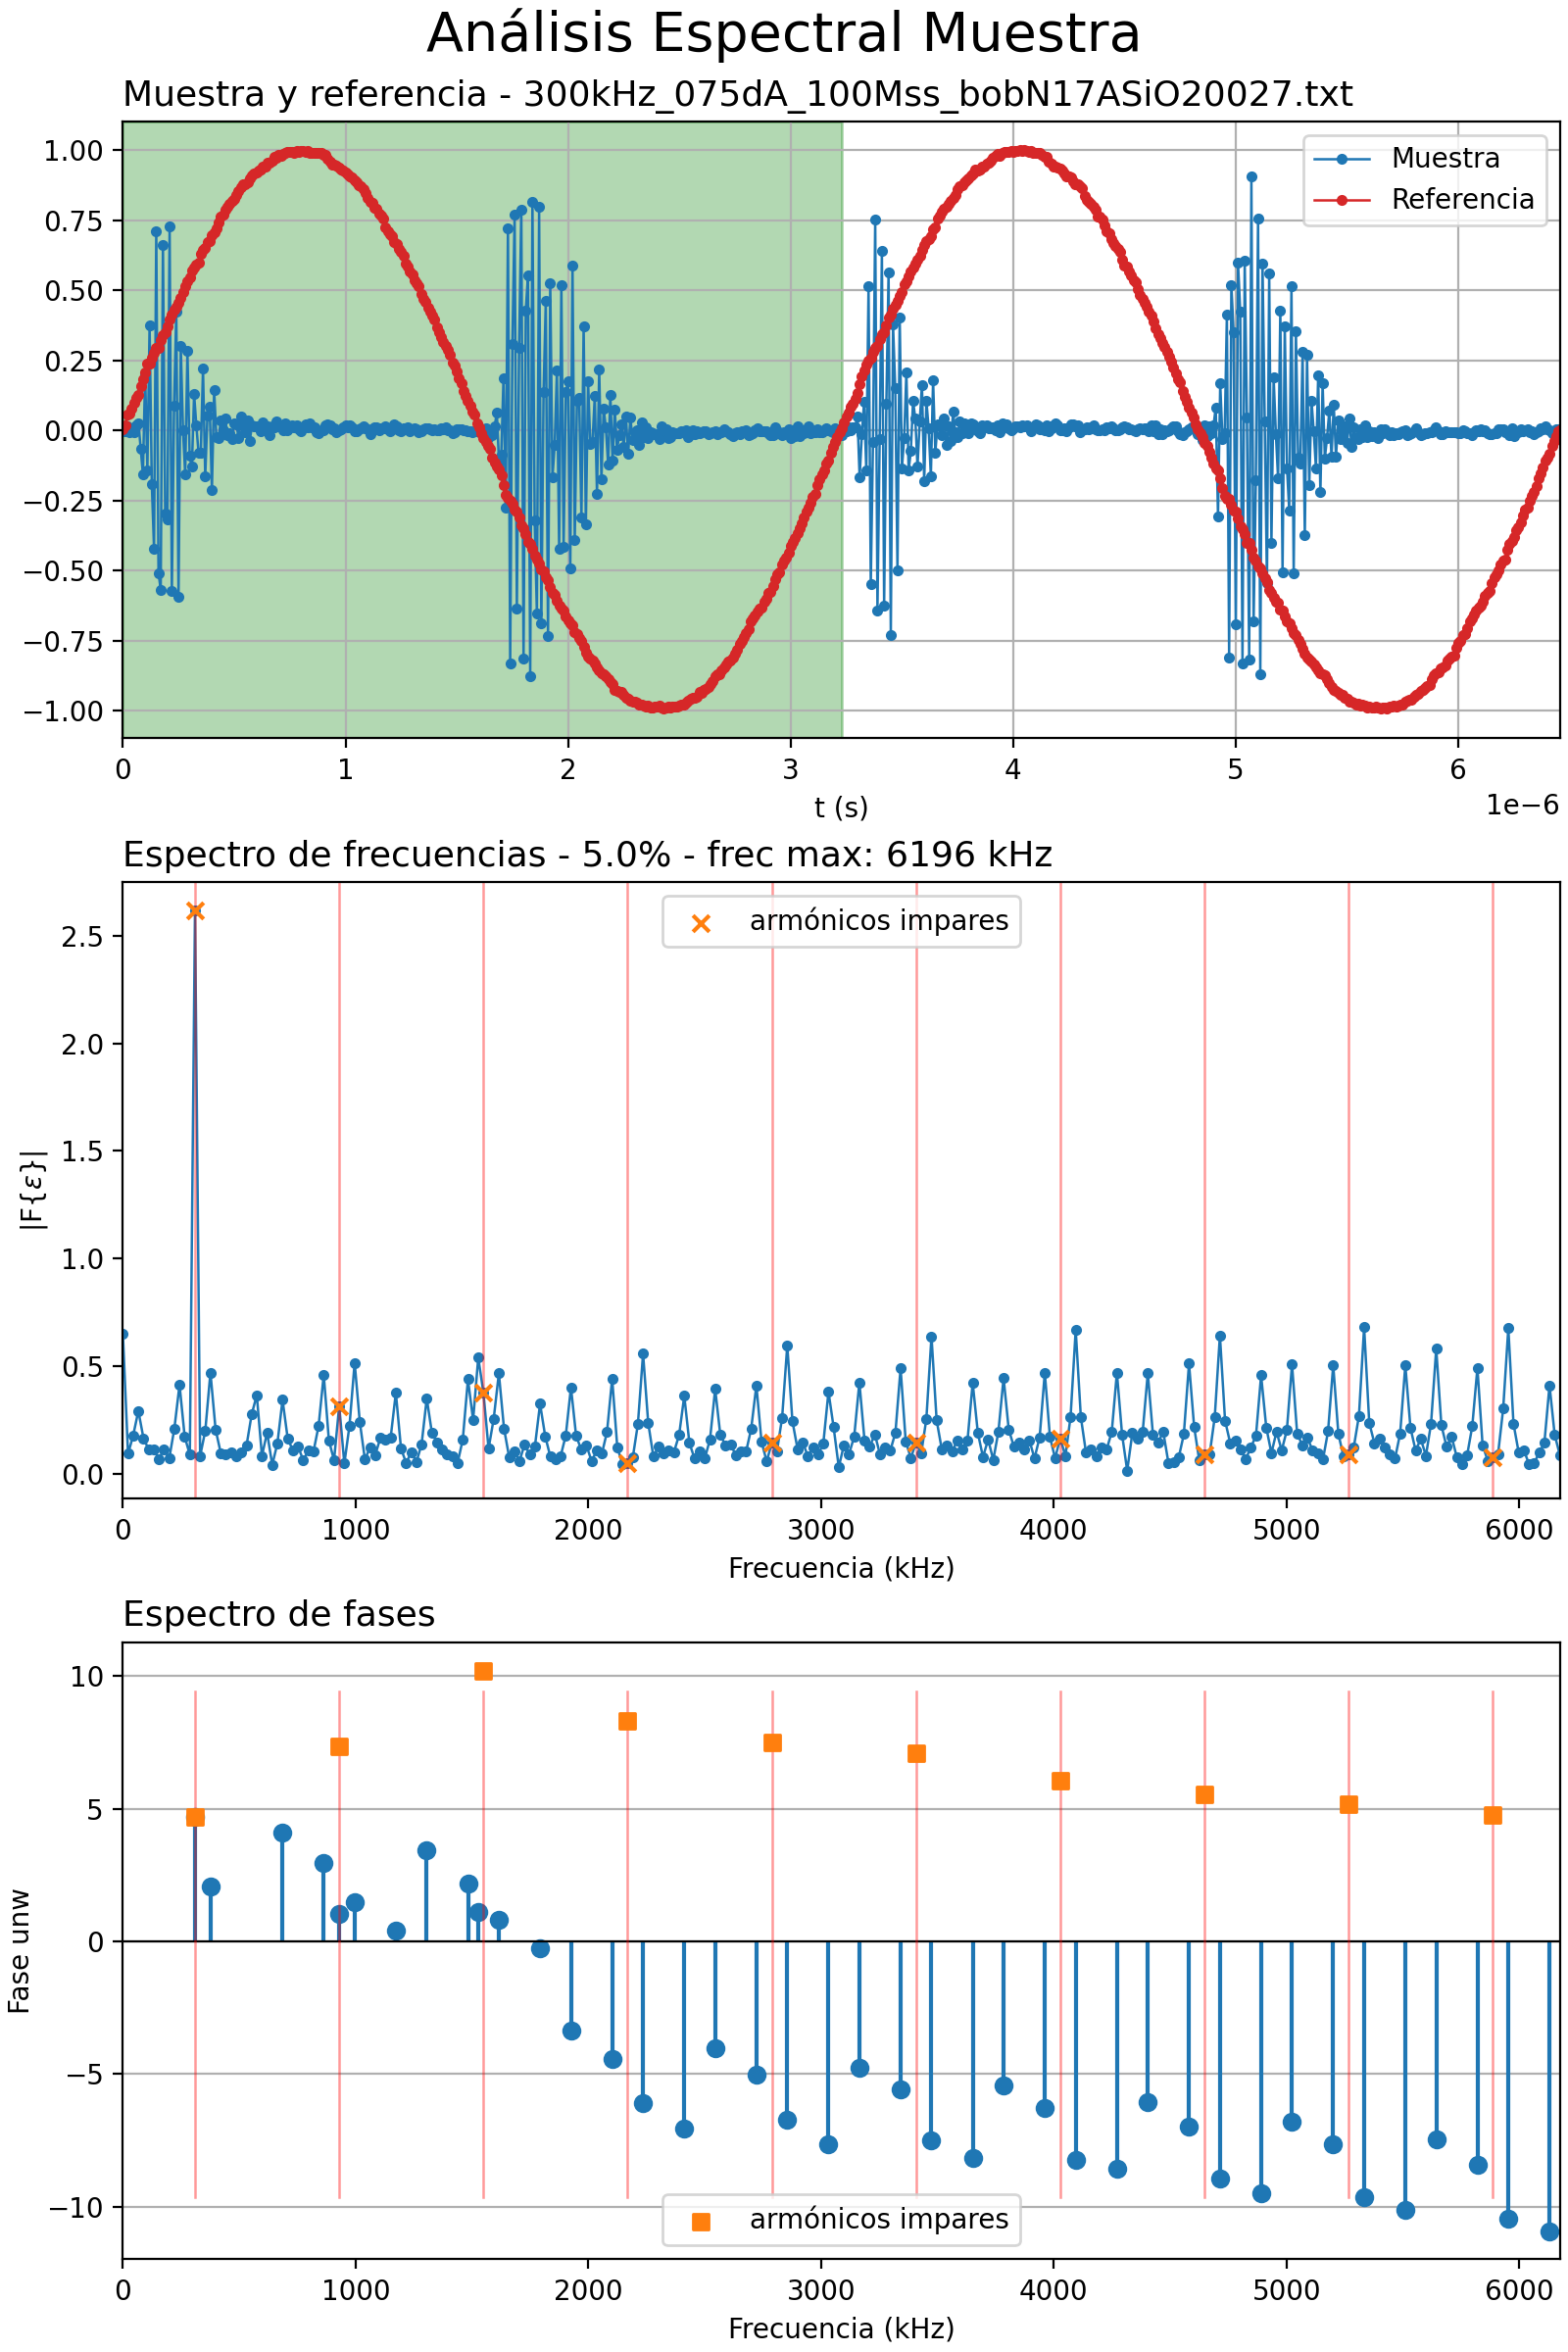 Análisis Espectral Muestra
Muestra y referencia - 300kHz_075dA_100Mss_bobN17ASiO20027.txt
1.00
0.75
0.50
0.25
0.00
−0.25
−0.50
−0.75
−1.00
Muestra
Referencia
0 1 2 3 4 5 6
t (s)
1e−6
Espectro de frecuencias - 5.0% - frec max: 6196 kHz
|F{ε}|
2.5
2.0
1.5
1.0
0.5
0.0
armónicos impares
0 1000 2000 3000 4000 5000 6000
Frecuencia (kHz)
Espectro de fases
Fase unw
10
5
0
−5
−10
armónicos impares
0 1000 2000 3000 4000 5000 6000
Frecuencia (kHz)